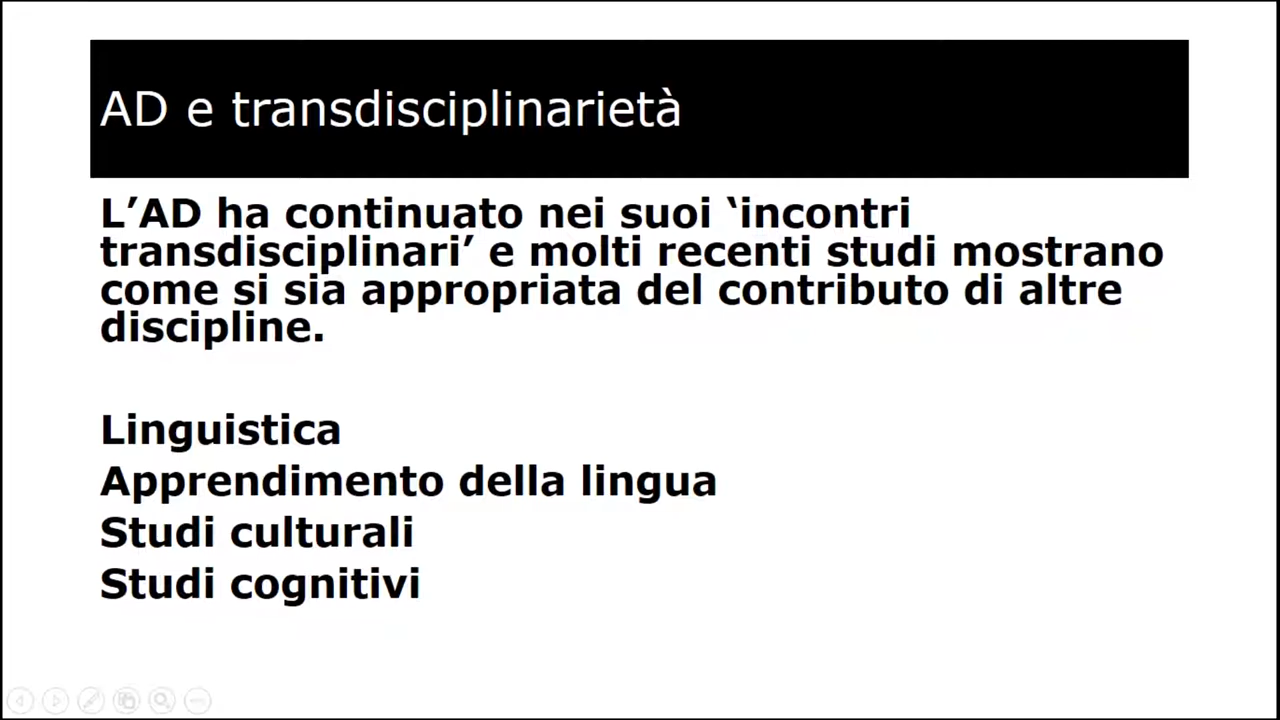 AD e transdisciplinarietà
L’AD ha continuato nei suoi ‘incontri
transdisciplinari’ e molti recenti studi mostrano
come si sia appropriata del contributo di altre
discipline.
Linguistica
Apprendimento della lingua
Studi culturali
Studi cognitivi